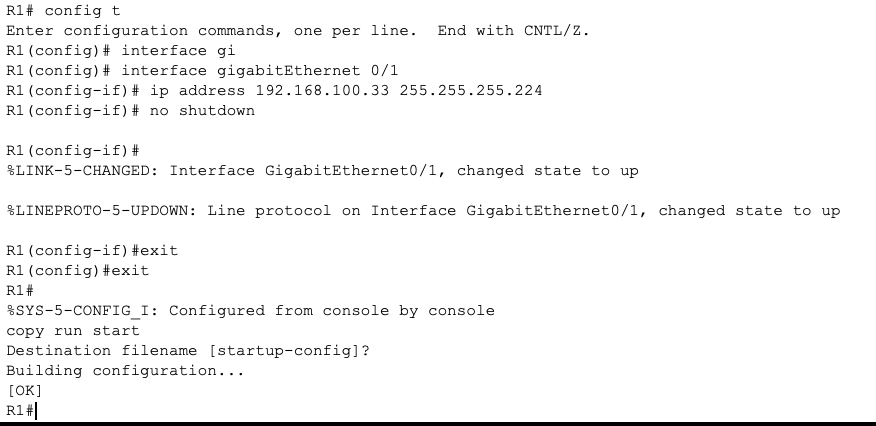 R1# config t
Enter configuration commands, one per line.  End with CNTL/Z.
R1(config)# interface gi
R1(config)# interface gigabitEthernet 0/1
R1(config-if)# ip address 192.168.100.33 255.255.255.224
R1(config-if)# no shutdown
R1(config-if)#
%LINK-5-CHANGED: Interface GigabitEthernet0/1, changed state to up
%LINEPROTO-5-UPDOWN: Line protocol on Interface GigabitEthernet0/1, changed state to up
R1(config-if)#exit
R1(config)#exit
R1#
%SYS-5-CONFIG_I: Configured from console by console
copy run start
Destination filename [startup-config]?
Building configuration...
[OK]
R1#